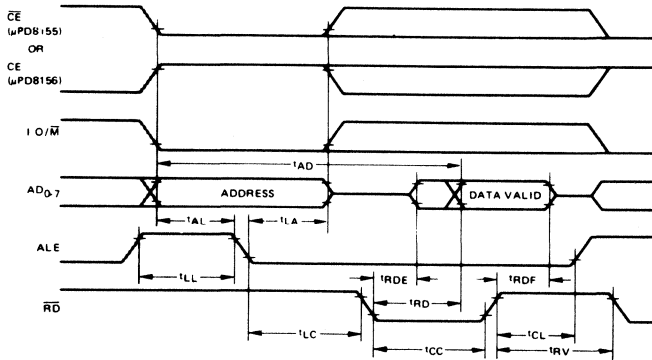 CE
(μPD8155)
OR
CE
(μPD8156)
I O/M
tAD
AD0-7
ADDRESS
DATA VALID
tAL
tLA
ALE
tLL
tRDE
tRDF
tRD
RD
tLC
tCC
tCL
tRV